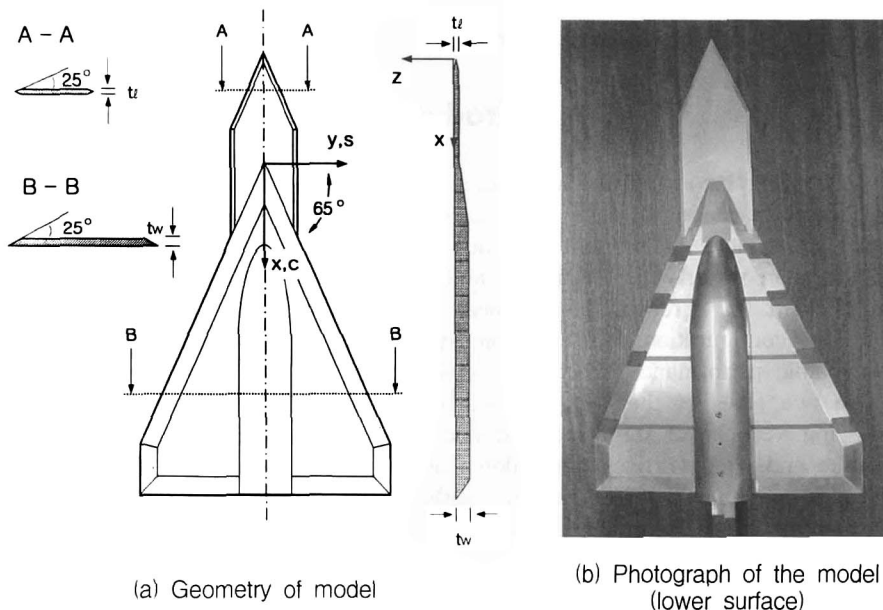 A - A
25°
tℓ
B - B
25°
tw
A A
y,s
65°
x,c
B B
tℓ
z
x
tw
(a) Geometry of model
(b) Photograph of the model
(lower surface)